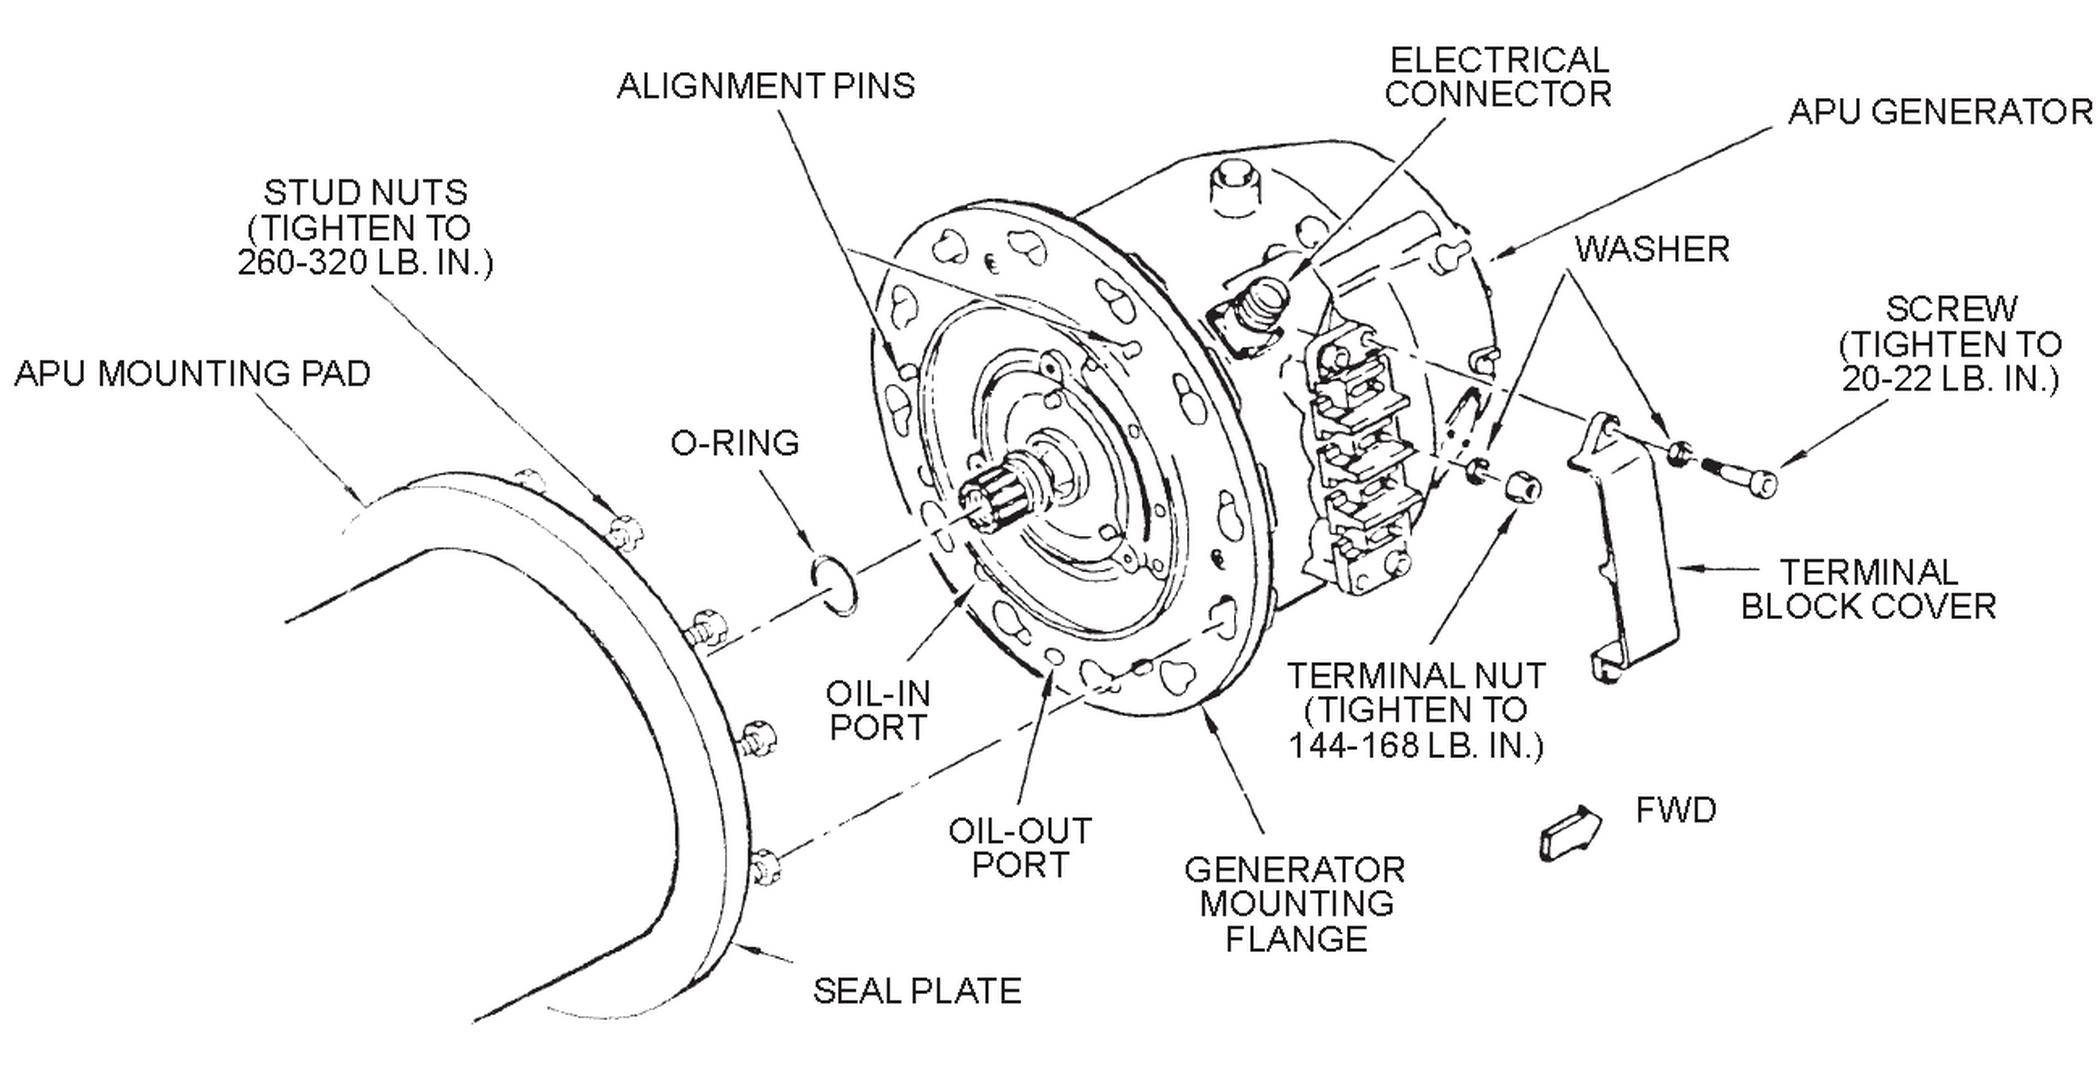 ELECTRICAL
CONNECTOR
ALIGNMENT PINS
APU GENERATOR
STUD NUTS
(TIGHTEN TO
260-320 LB. IN.)
WASHER
SCREW
(TIGHTEN TO
20-22 LB. IN.)
APU MOUNTING PAD
O-RING
TERMINAL
BLOCK COVER
OIL-IN
PORT
TERMINAL NUT
(TIGHTEN TO
144-168 LB. IN.)
FWD
OIL-OUT
PORT
GENERATOR
MOUNTING
FLANGE
SEAL PLATE